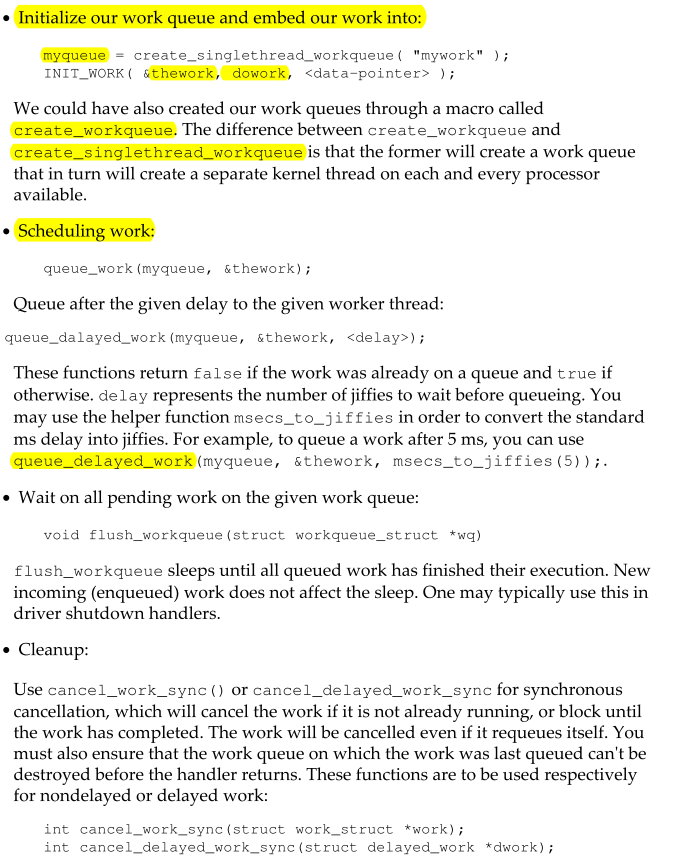 • Initialize our work queue and embed our work into:
myqueue = create_singlethread_workqueue( "mywork" );
INIT_WORK( &thework, dowork, <data-pointer> );
We could have also created our work queues through a macro called
create_workqueue. The difference between create_workqueue and
create_singlethread_workqueue is that the former will create a work queue
that in turn will create a separate kernel thread on each and every processor
available.
• Scheduling work:
queue_work(myqueue, &thework);
Queue after the given delay to the given worker thread:
queue_dalayed_work(myqueue, &thework, <delay>);
These functions return false if the work was already on a queue and true if
otherwise. delay represents the number of jiffies to wait before queueing. You
may use the helper function msecs_to_jiffies in order to convert the standard
ms delay into jiffies. For example, to queue a work after 5 ms, you can use
queue_delayed_work(myqueue, &thework, msecs_to_jiffies(5));.
• Wait on all pending work on the given work queue:
void flush_workqueue(struct workqueue_struct *wq)
flush_workqueue sleeps until all queued work has finished their execution. New
incoming (enqueued) work does not affect the sleep. One may typically use this in
driver shutdown handlers.
• Cleanup:
Use cancel_work_sync() or cancel_delayed_work_sync for synchronous
cancellation, which will cancel the work if it is not already running, or block until
the work has completed. The work will be cancelled even if it requeues itself. You
must also ensure that the work queue on which the work was last queued can't be
destroyed before the handler returns. These functions are to be used respectively
for nondelayed or delayed work:
int cancel_work_sync(struct work_struct *work);
int cancel_delayed_work_sync(struct delayed_work *dwork);